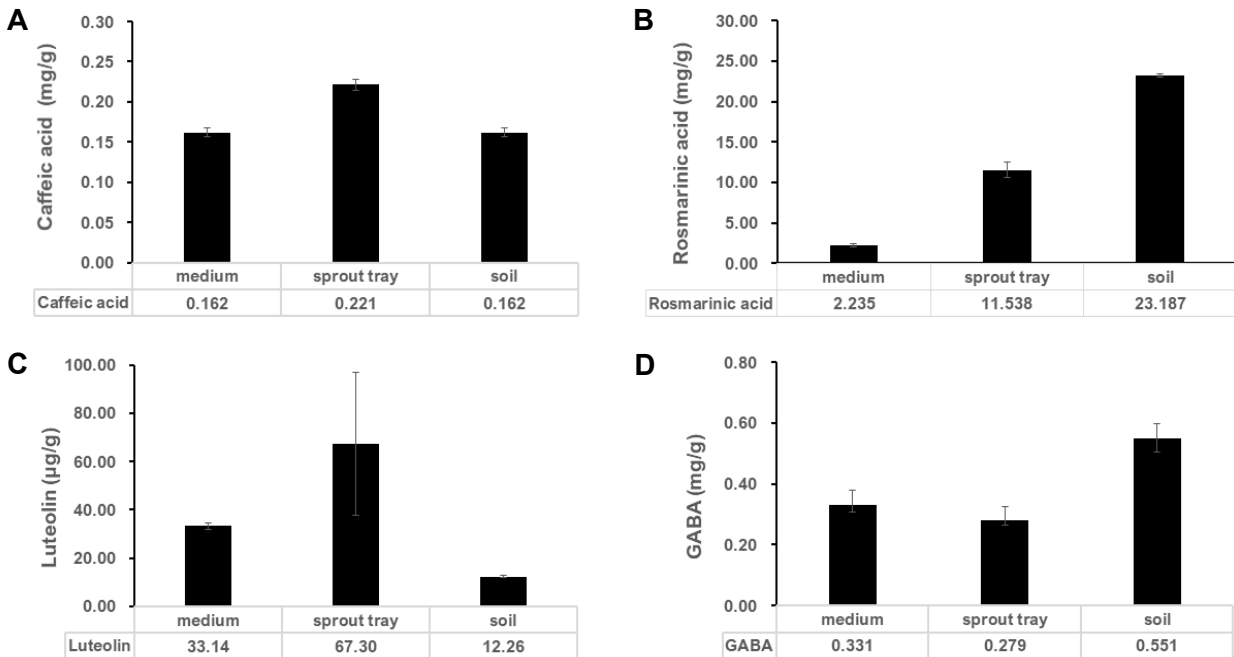 A
Caffeic acid (mg/g)
0.30
0.25
0.20
0.15
0.10
0.05
0.00
medium sprout tray soil
Caffeic acid 0.162 0.221 0.162
B
Rosmarinic acid (mg/g)
30.00
25.00
20.00
15.00
10.00
5.00
0.00
medium sprout tray soil
Rosmarinic acid 2.235 11.538 23.187
C
Luteolin (μg/g)
100.00
80.00
60.00
40.00
20.00
0.00
medium sprout tray soil
Luteolin 33.14 67.30 12.26
D
GABA (mg/g)
0.80
0.60
0.40
0.20
0.00
medium sprout tray soil
GABA 0.331 0.279 0.551